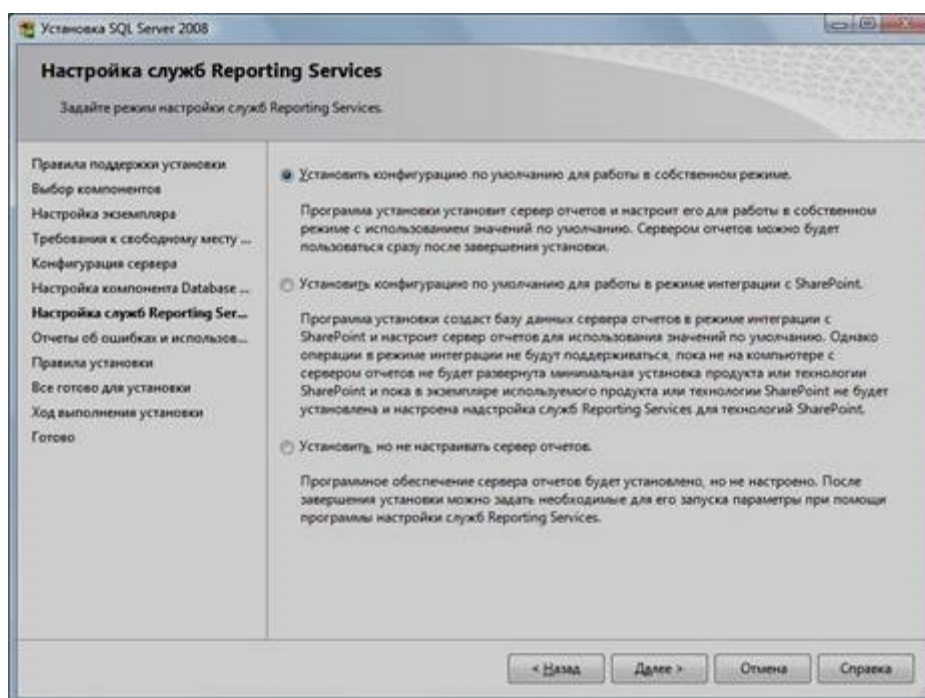 Установка SQL Server 2008
Настройка служб Reporting Services
Задайте режим настройки служб Reporting Services.
Правила поддержки установки
Выбор компонентов
Настройка экземпляра
Требования к свободному месту ...
Конфигурация сервера
Настройка компонента Database ...
Настройка служб Reporting Ser...
Отчеты об ошибках и использов...
Правила установки
Все готово для установки
Ход выполнения установки
Готово
Установить конфигурацию по умолчанию для работы в собственном режиме.
Программа установки установит сервер отчетов и настроит его для работы в собственном
режиме с использованием значений по умолчанию. Сервером отчетов можно будет
пользоваться сразу после завершения установки.
Установить конфигурацию по умолчанию для работы в режиме интеграции с SharePoint.
Программа установки создаст базу данных сервера отчетов в режиме интеграции с
SharePoint и настроит сервер отчетов для использования значений по умолчанию. Однако
операции в режиме интеграции не будут поддерживаться, пока не на компьютере с
сервером отчетов не будет развернута минимальная установка продукта или технологии
SharePoint и пока в экземпляре используемого продукта или технологии SharePoint не будет
установлена и настроена надстройка служб Reporting Services для технологий SharePoint.
Установить, но не настраивать сервер отчетов.
Программное обеспечение сервера отчетов будет установлено, но не настроено. После
завершения установки можно задать необходимые для его запуска параметры при помощи
программы настройки служб Reporting Services.
< Назад
Далее >
Отмена
Справка